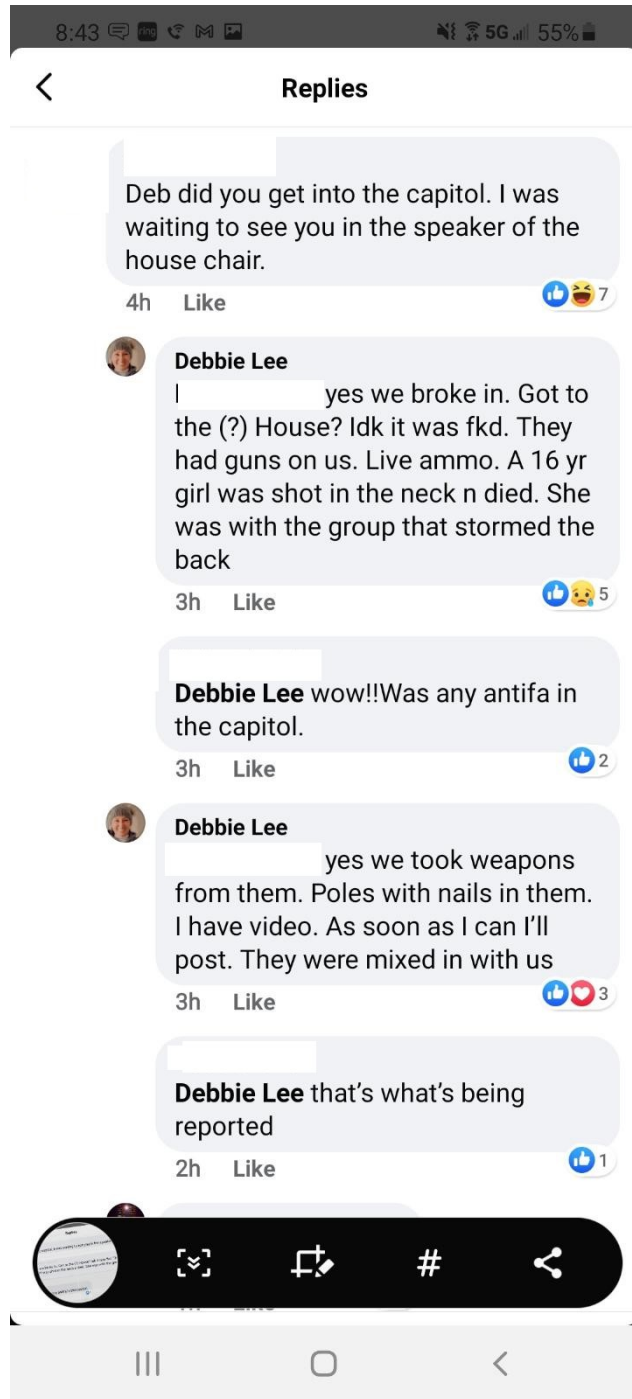 8:43 ring 5G 55%
Replies
Deb did you get into the capitol. I was
waiting to see you in the speaker of the
house chair.
4h Like 7
Debbie Lee
yes we broke in. Got to
the (?) House? Idk it was fkd. They
had guns on us. Live ammo. A 16 yr
girl was shot in the neck n died. She
was with the group that stormed the
back
3h Like 5
Debbie Lee wow!!Was any antifa in
the capitol.
3h Like 2
Debbie Lee
yes we took weapons
from them. Poles with nails in them.
I have video. As soon as I can I’ll
post. They were mixed in with us
3h Like 3
Debbie Lee that’s what’s being
reported
2h Like 1
#